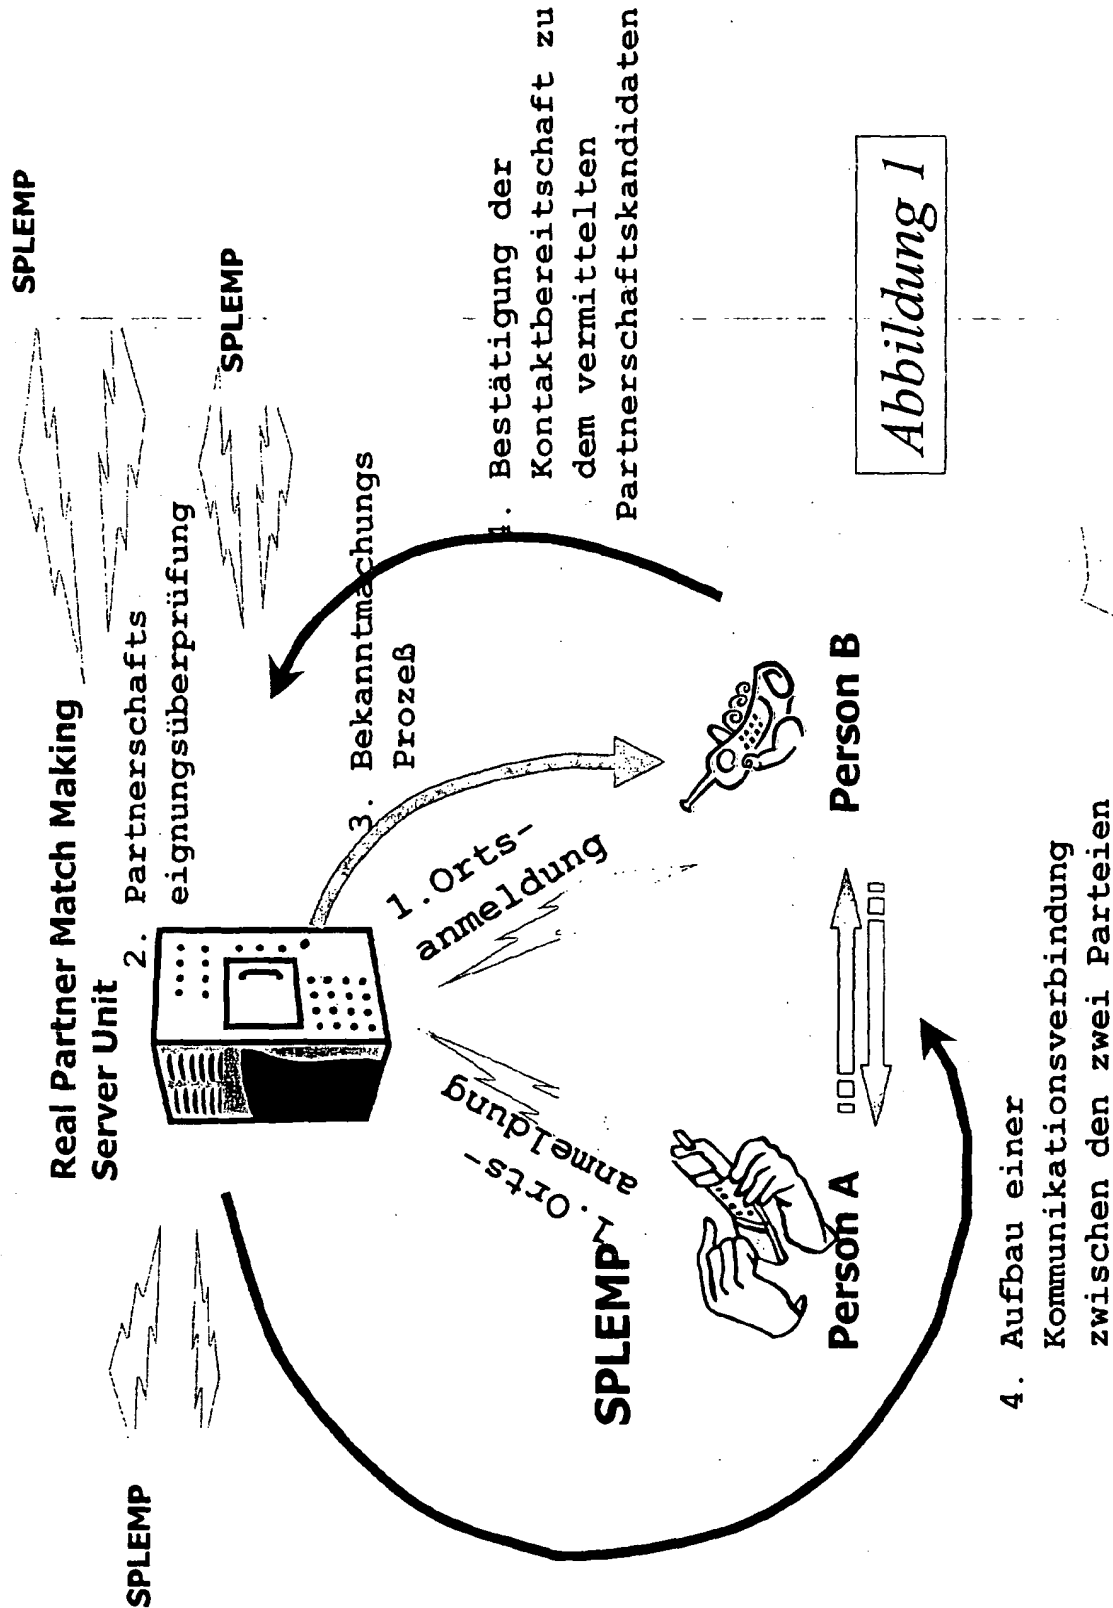 SPLEMP
SPLEMP
SPLEMP
Real Partner Match Making
Server Unit
2. Partnerschafts
eignungsüberprüfung
3. Bekanntmachungs
Prozeß
1. Orts-
anmeldung
1. Orts-
anmeldung
SPLEMP
Person A
Person B
Bestätigung der
Kontaktbereitschaft zu
dem vermittelten
Partnerschaftskandidaten
4. Aufbau einer
Kommunikationsverbindung
zwischen den zwei Parteien
Abbildung 1